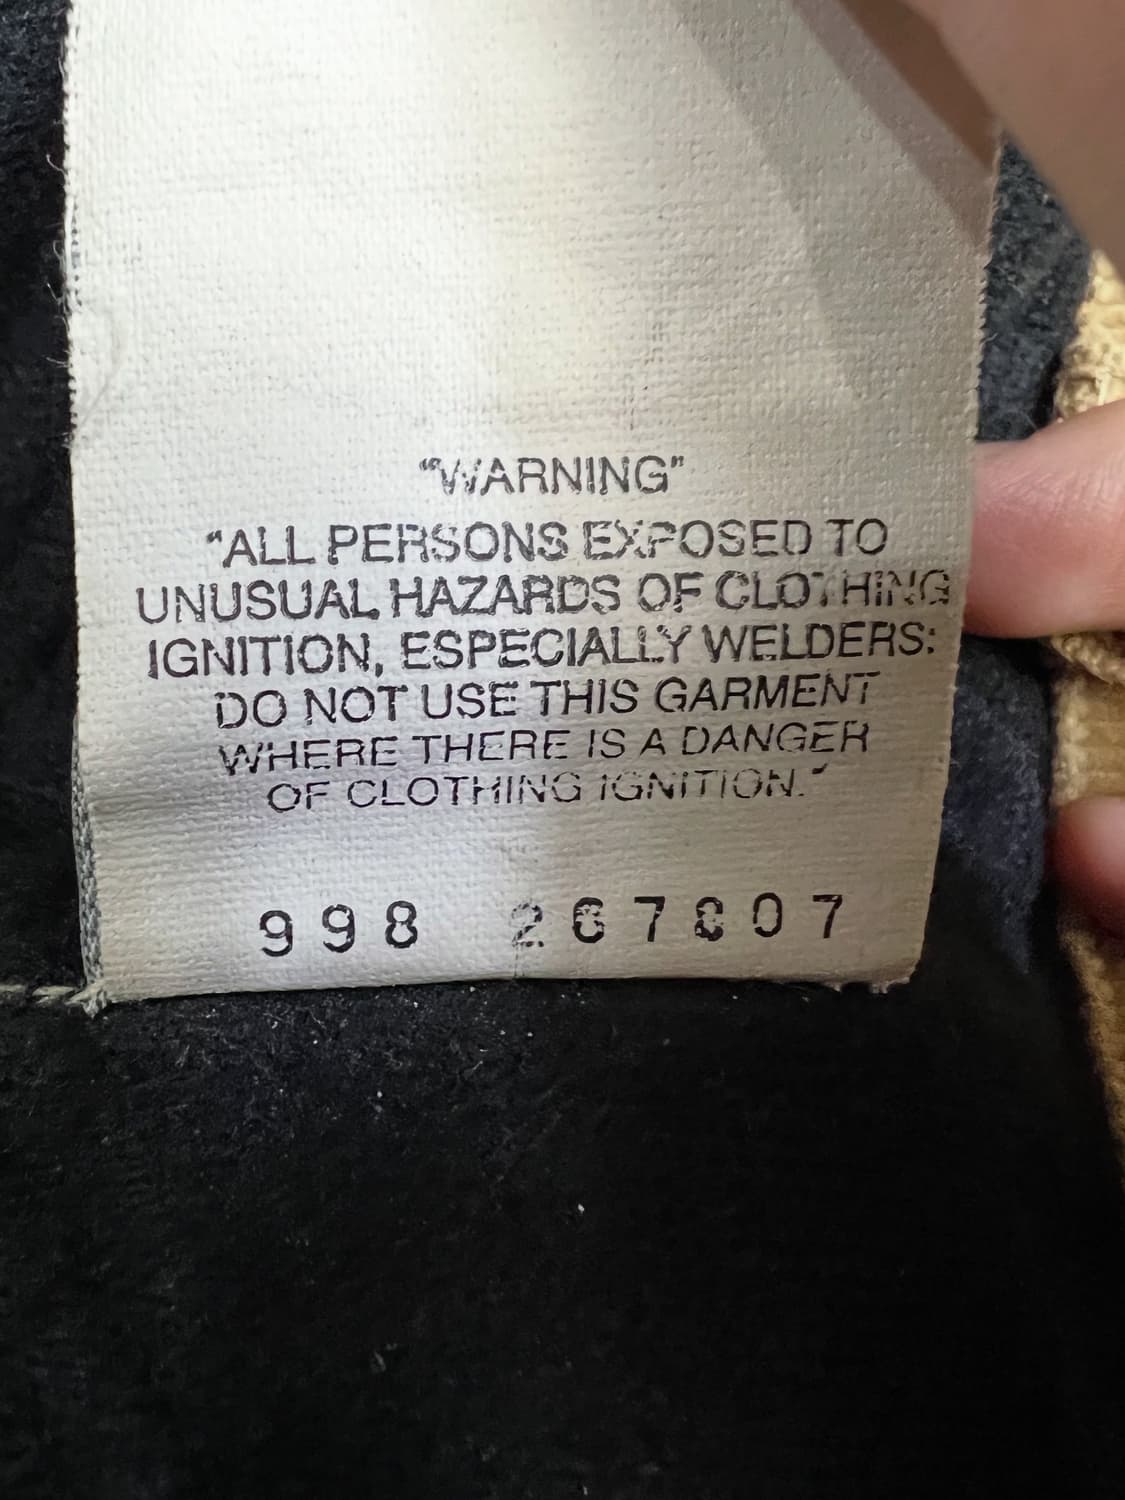 “WARNING”
“ALL PERSONS EXPOSED TO
UNUSUAL HAZARDS OF CLOTHING
IGNITION, ESPECIALLY WELDERS:
DO NOT USE THIS GARMENT
WHERE THERE IS A DANGER
OF CLOTHING IGNITION.”
998